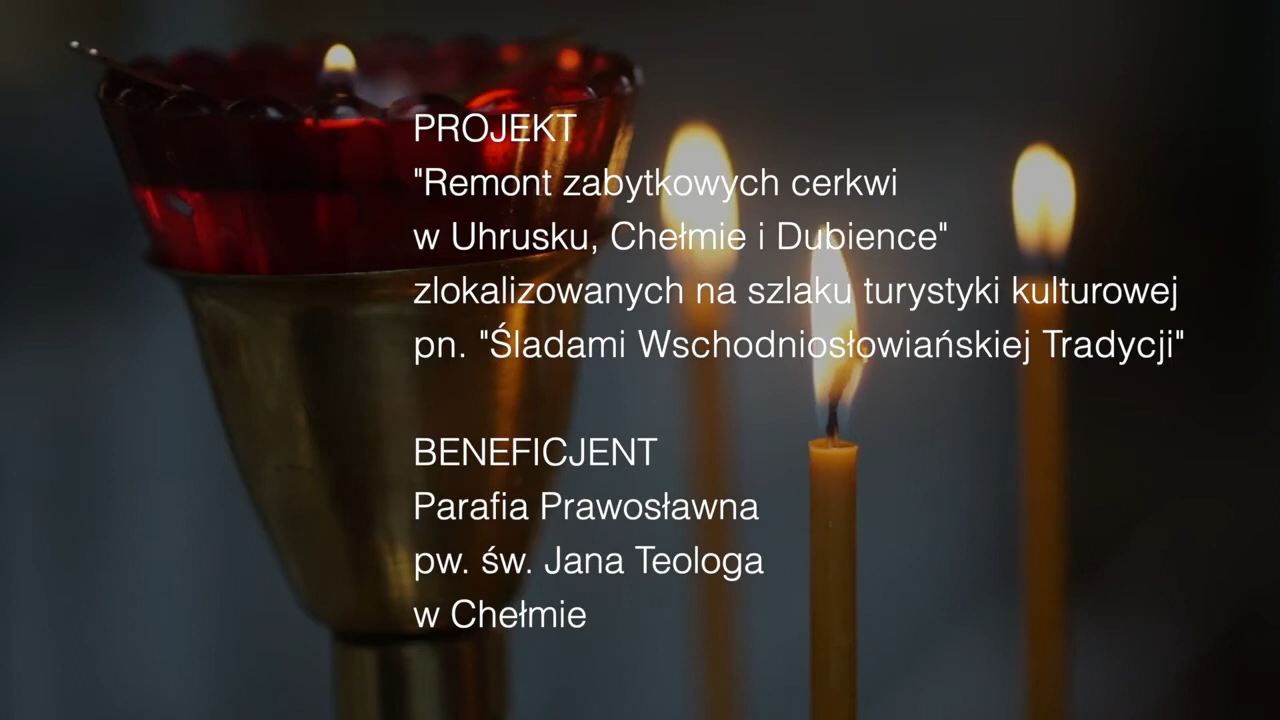 PROJEKT
"Remont zabytkowych cerkwi
w Uhrusku, Chełmie i Dubience"
zlokalizowanych na szlaku turystyki kulturowej
pn. "Śladami Wschodniosłowiańskiej Tradycji"
BENEFICJENT
Parafia Prawosławna
pw. św. Jana Teologa
w Chełmie